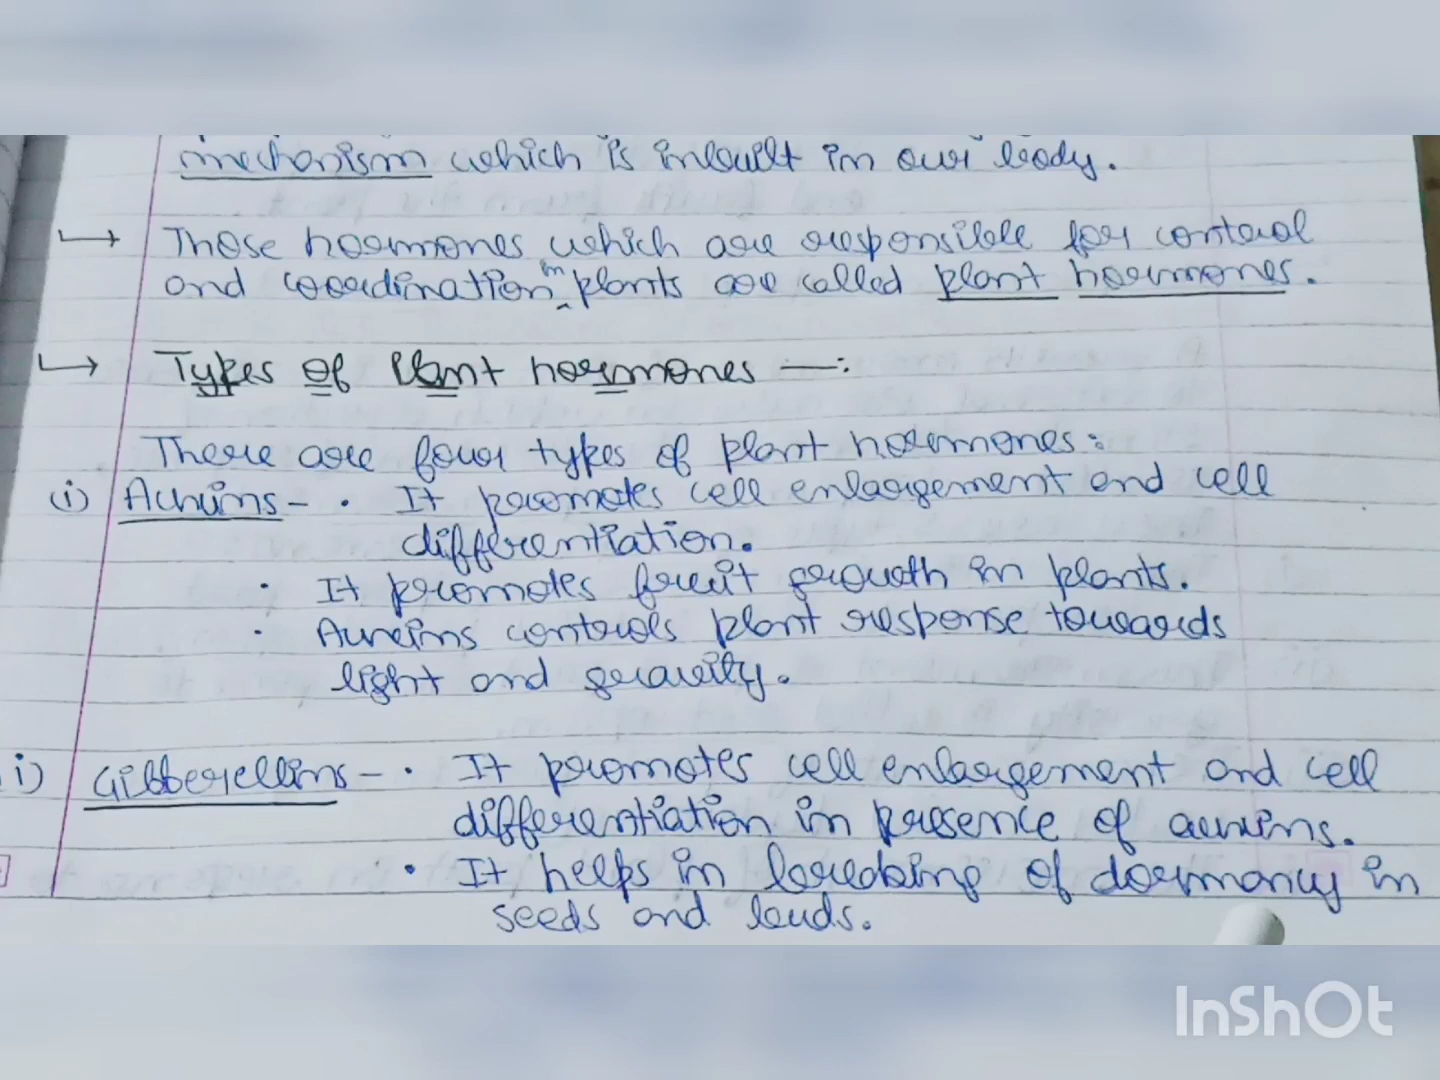 mechanism which is inbuilt in our body.
Those hormones which are responsible for control
and coordination in plants are called plant hormones.
Types of Plant hormones —:
There are four types of plant hormones:
(i) Auxins - • It promotes cell enlargement and cell
differentiation.
• It promotes fruit growth in plants.
• Auxins controls plant response towards
light and gravity.
i) Gibberellins - • It promotes cell enlargement and cell
differentiation in presence of auxins.
• It helps in breaking of dormancy in
seeds and buds.
InShOt